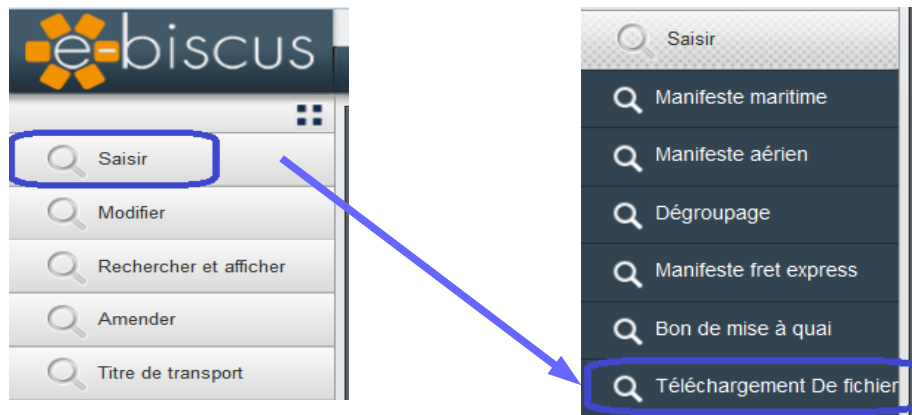 e-biscus
Saisir
Modifier
Rechercher et afficher
Amender
Titre de transport
Saisir
Manifeste maritime
Manifeste aérien
Dégroupage
Manifeste fret express
Bon de mise à quai
Téléchargement De fichier